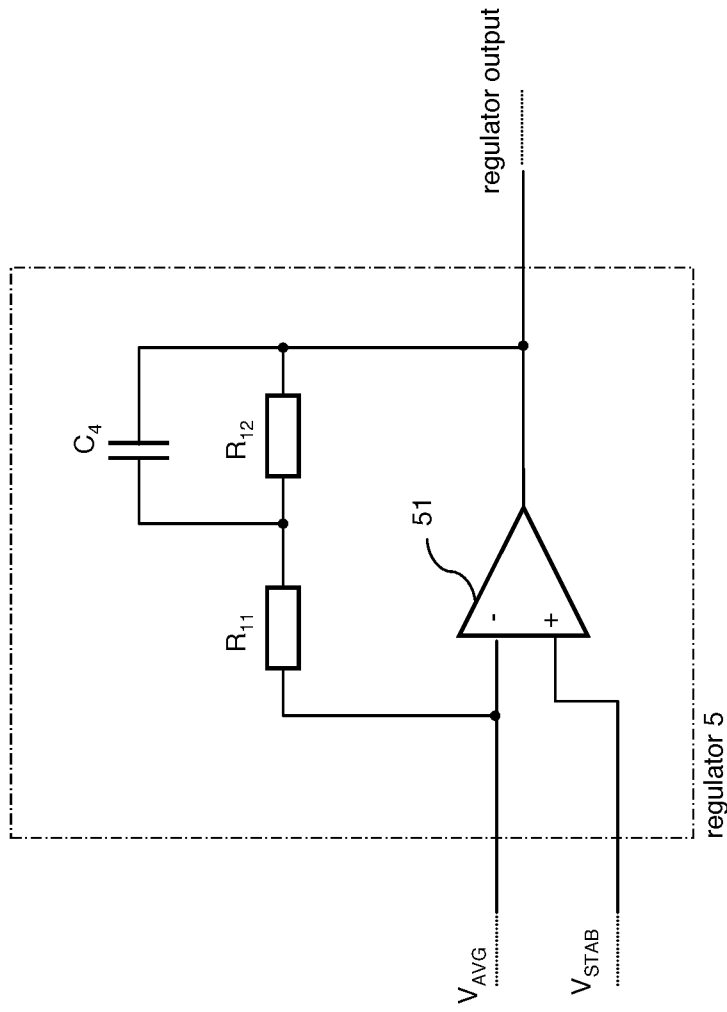 C4
R12
R11
51
-
+
VAVG
VSTAB
regulator output
regulator 5